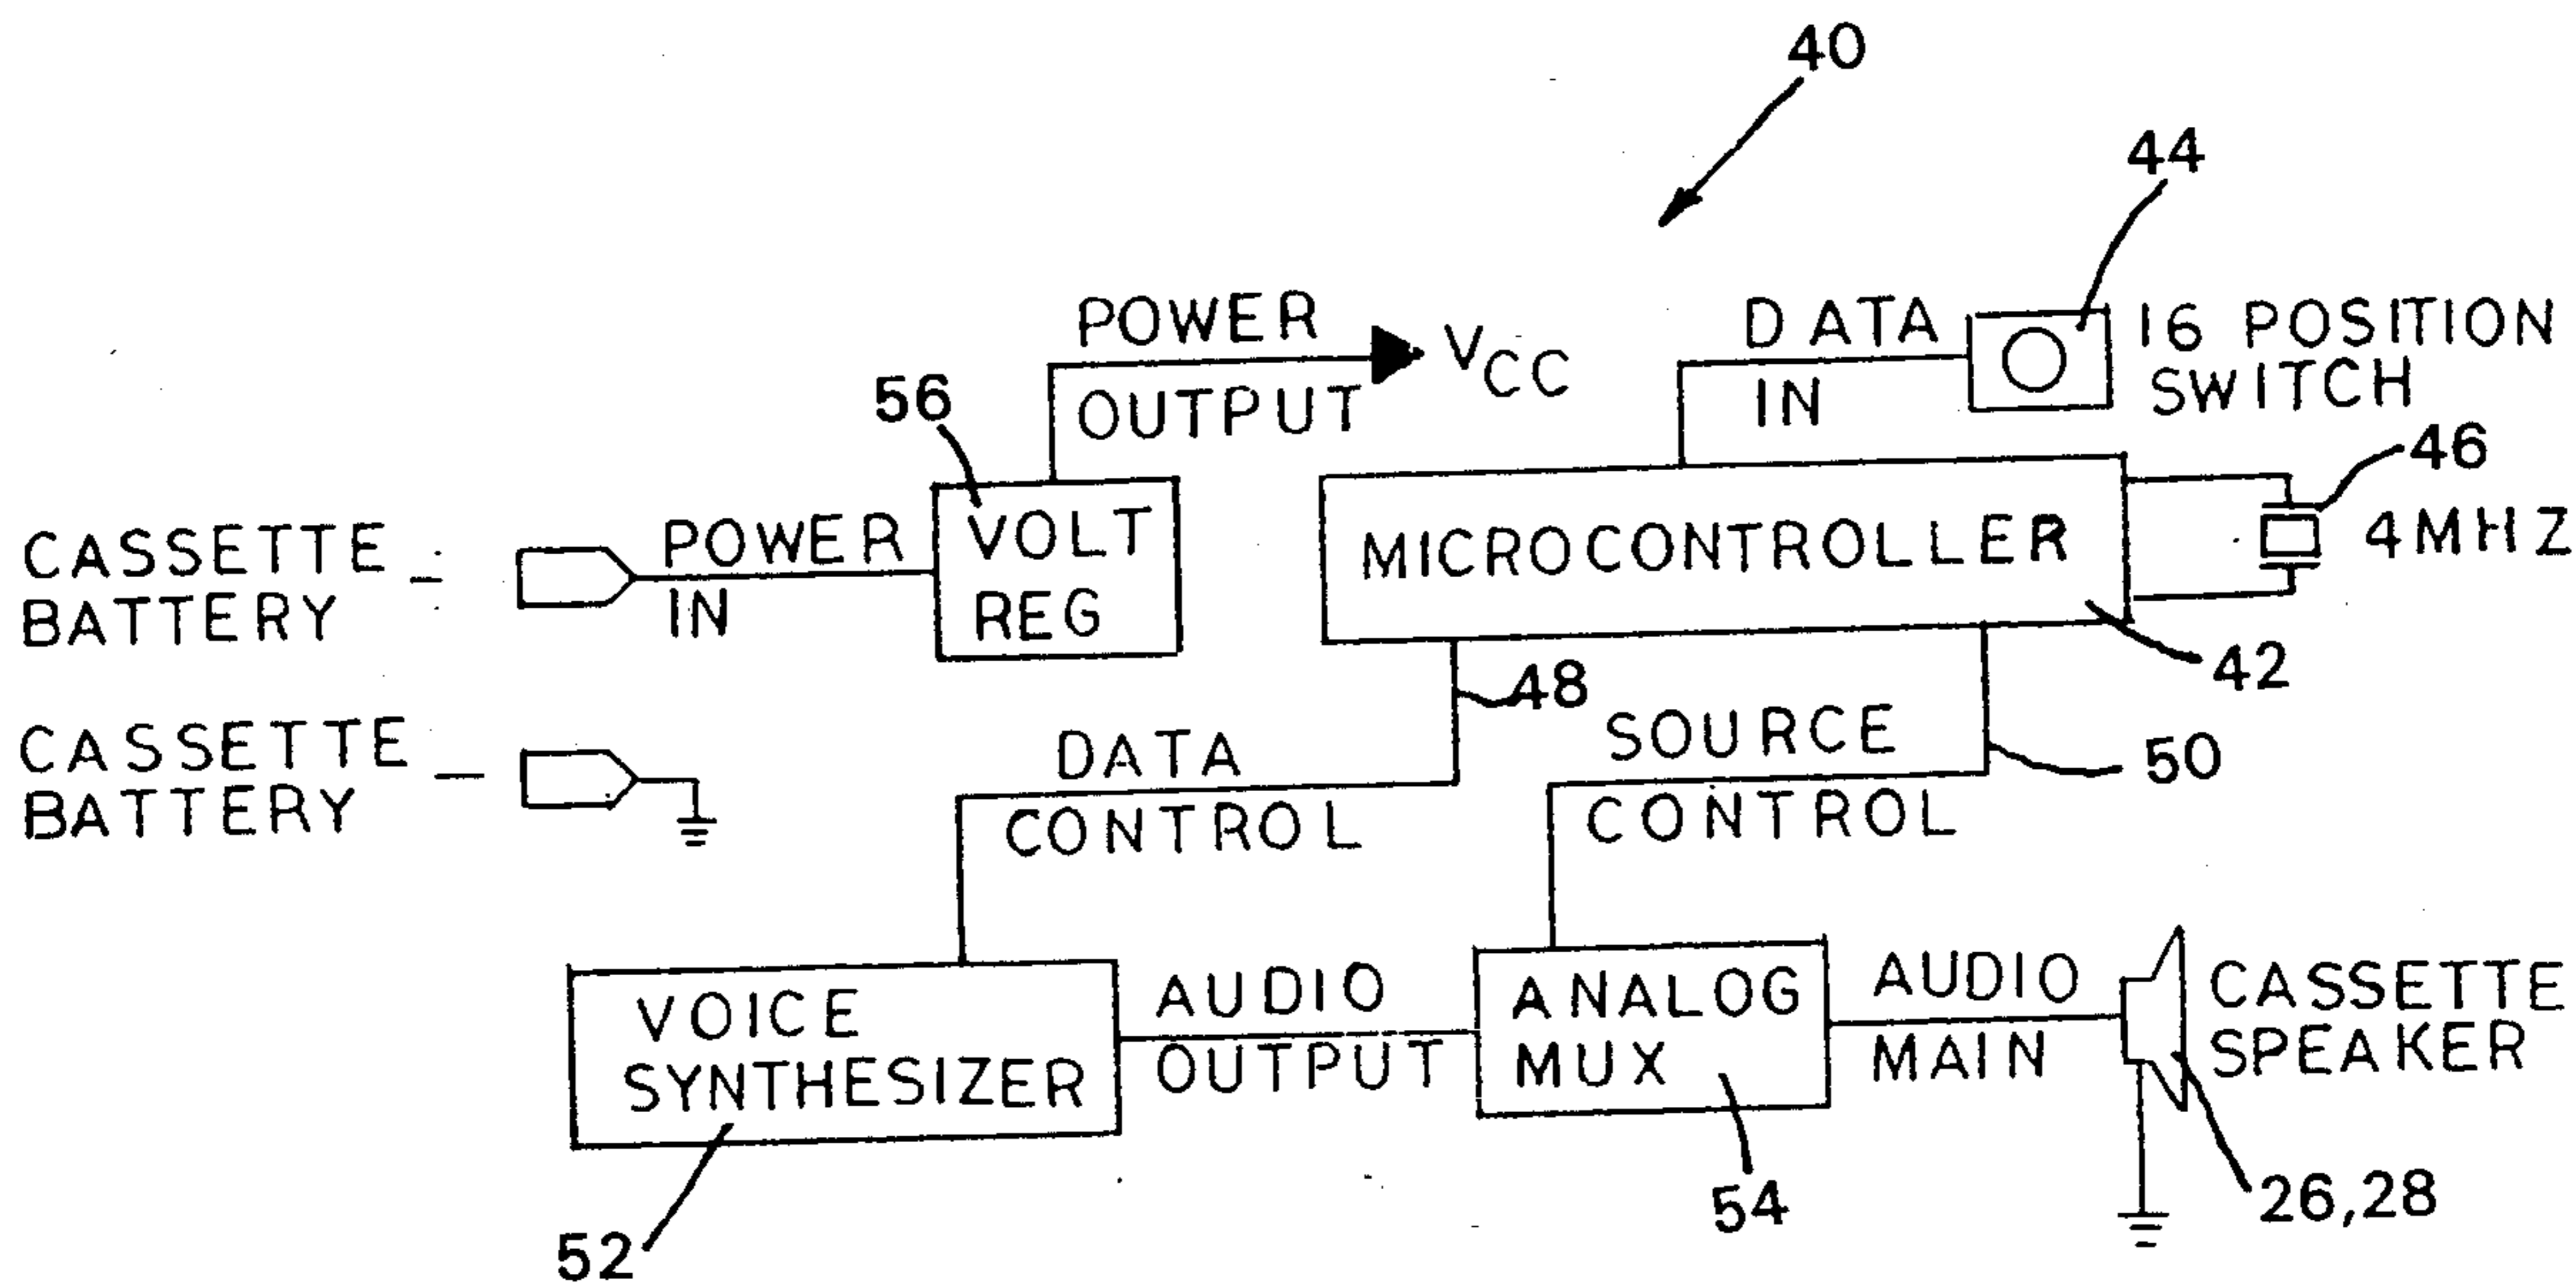 40
44
POWER
OUTPUT
VCC
DATA
IN
16 POSITION
SWITCH
56
46
4MHZ
CASSETTE -
BATTERY
POWER
IN
VOLT
REG
MICROCONTROLLER
42
48
CASSETTE -
BATTERY
DATA
CONTROL
SOURCE
CONTROL
50
VOICE
SYNTHESIZER
AUDIO
OUTPUT
ANALOG
MUX
AUDIO
MAIN
CASSETTE
SPEAKER
52
54
26,28